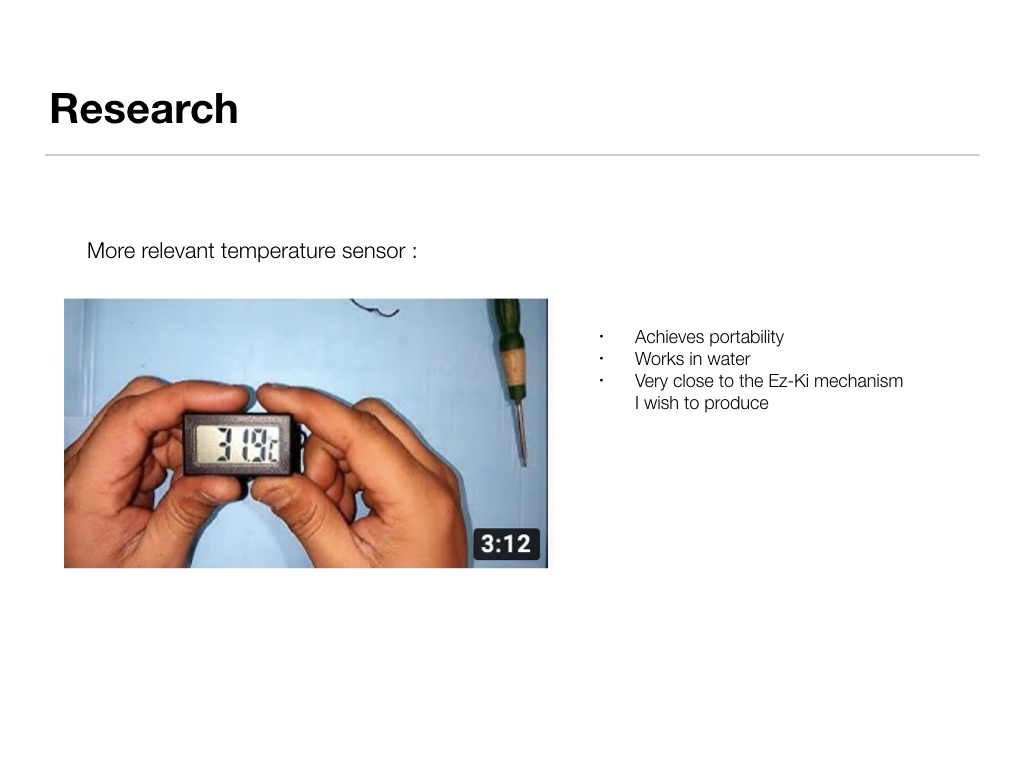 Research
More relevant temperature sensor :
31.9c
3:12
• Achieves portability
• Works in water
• Very close to the Ez-Ki mechanism
I wish to produce